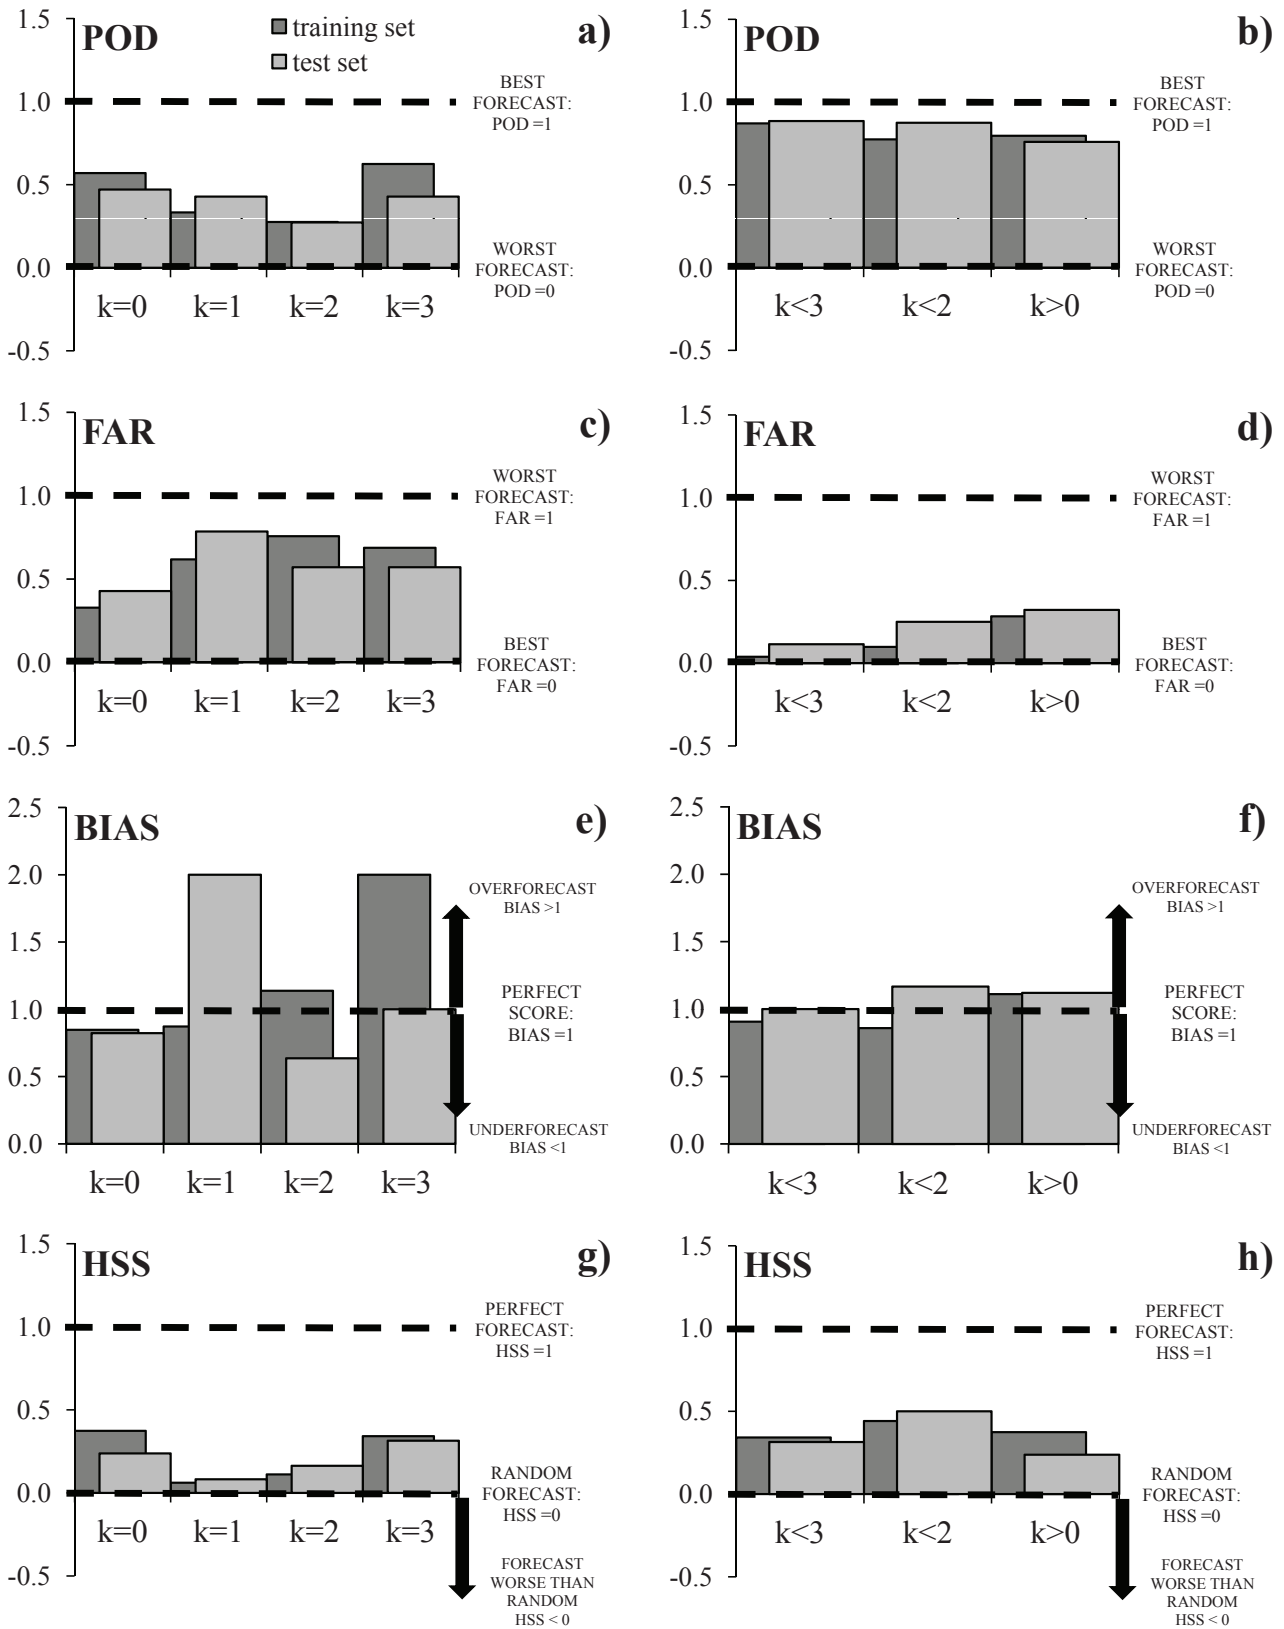 POD
training set
test set
a)
1.5
1.0
0.5
0.0
-0.5
BEST
FORECAST:
POD =1
WORST
FORECAST:
POD =0
k=0 k=1 k=2 k=3
POD
b)
1.5
1.0
0.5
0.0
-0.5
BEST
FORECAST:
POD =1
WORST
FORECAST:
POD =0
k<3 k<2 k>0
FAR
c)
1.5
1.0
0.5
0.0
-0.5
WORST
FORECAST:
FAR =1
BEST
FORECAST:
FAR =0
k=0 k=1 k=2 k=3
FAR
d)
1.5
1.0
0.5
0.0
-0.5
WORST
FORECAST:
FAR =1
BEST
FORECAST:
FAR =0
k<3 k<2 k>0
BIAS
e)
2.5
2.0
1.5
1.0
0.5
0.0
OVERFORECAST
BIAS >1
PERFECT
SCORE:
BIAS =1
UNDERFORECAST
BIAS <1
k=0 k=1 k=2 k=3
BIAS
f)
2.5
2.0
1.5
1.0
0.5
0.0
OVERFORECAST
BIAS >1
PERFECT
SCORE:
BIAS =1
UNDERFORECAST
BIAS <1
k<3 k<2 k>0
HSS
g)
1.5
1.0
0.5
0.0
-0.5
PERFECT
FORECAST:
HSS =1
RANDOM
FORECAST:
HSS =0
FORECAST
WORSE THAN
RANDOM
HSS < 0
k=0 k=1 k=2 k=3
HSS
h)
1.5
1.0
0.5
0.0
-0.5
PERFECT
FORECAST:
HSS =1
RANDOM
FORECAST:
HSS =0
FORECAST
WORSE THAN
RANDOM
HSS < 0
k<3 k<2 k>0